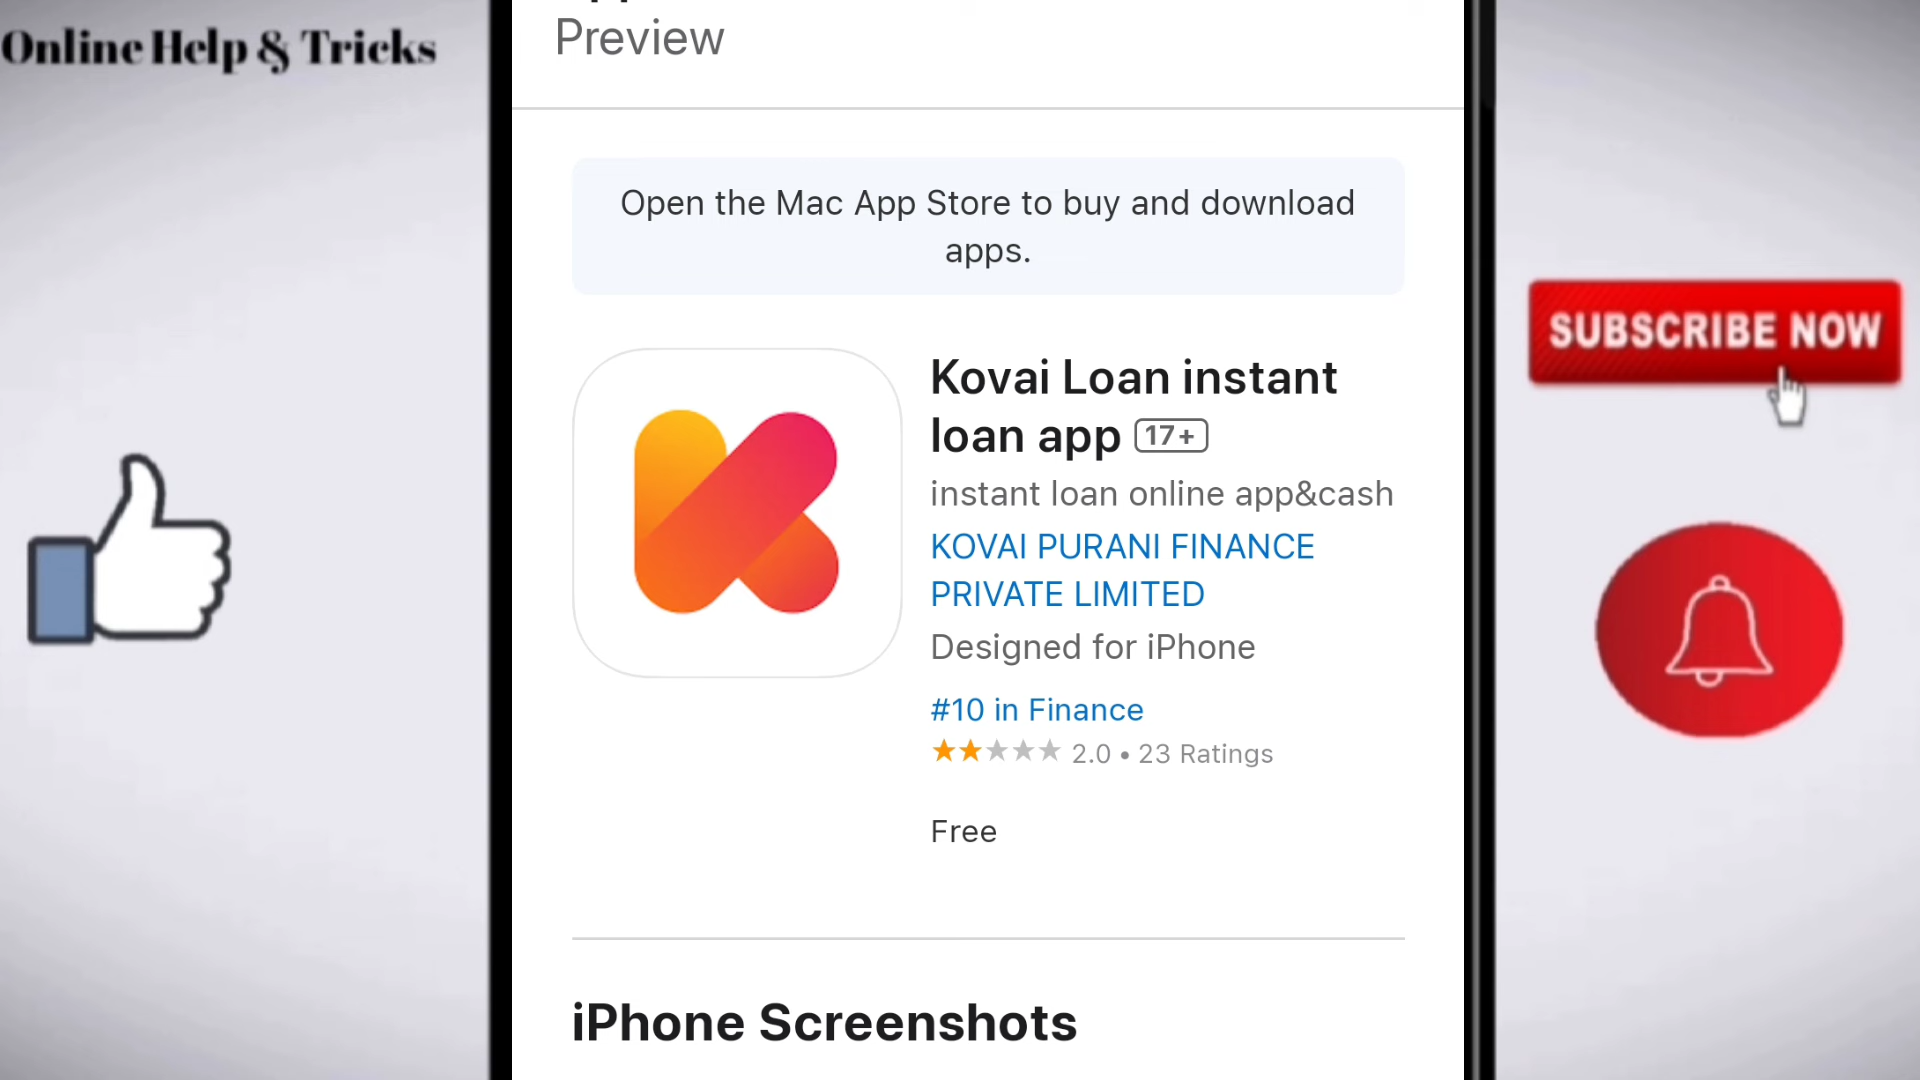 Online Help & Tricks
Preview
Open the Mac App Store to buy and download
apps.
Kovai Loan instant
loan app 17+
instant loan online app&cash
KOVAI PURANI FINANCE
PRIVATE LIMITED
Designed for iPhone
#10 in Finance
2.0 • 23 Ratings
Free
iPhone Screenshots
SUBSCRIBE NOW